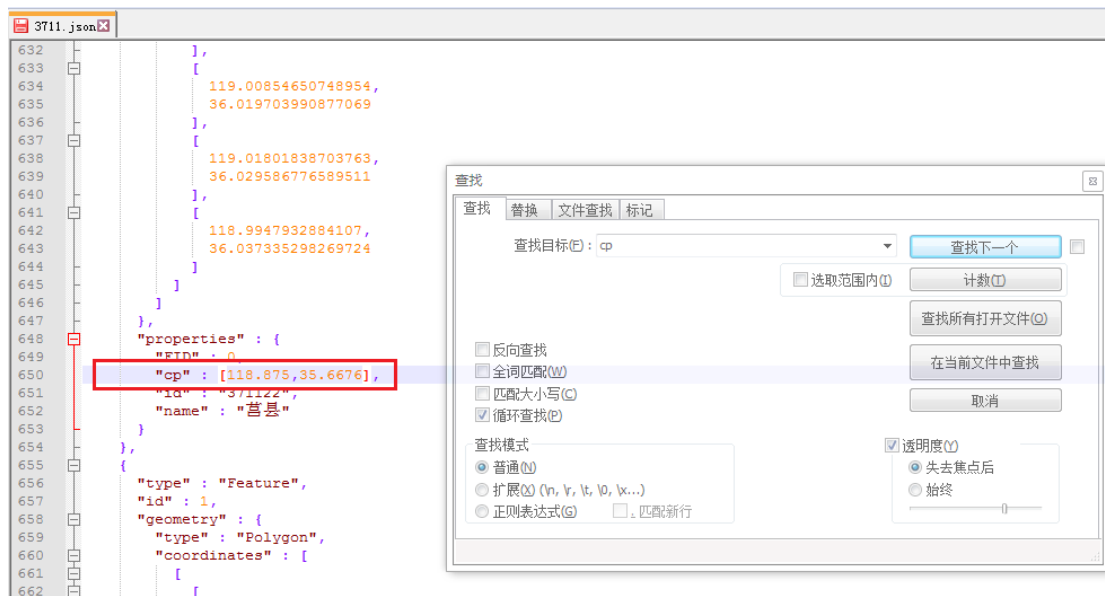 3711.json
632 ],
633 [
634 119.00854650748954,
635 36.019703990877069
636 ],
637 [
638 119.01801838703763,
639 36.029586776589511
640 ],
641 [
642 118.9947932884107,
643 36.037335298269724
644 ]
645 ]
646 ]
647 },
648 "properties" : {
649 "FID" : 0,
650 "cp" : [118.875,35.6676],
651 "id" : "371122",
652 "name" : "莒县"
653 }
654 },
655 {
656 "type" : "Feature",
657 "id" : 1,
658 "geometry" : {
659 "type" : "Polygon",
660 "coordinates" : [
661 [
662 [
查找
查找 替换 文件查找 标记
查找目标(F) : cp
查找下一个
选取范围内(I)
计数(T)
查找所有打开文件(O)
在当前文件中查找
取消
反向查找
全词匹配(W)
匹配大小写(C)
循环查找(P)
查找模式
普通(N)
扩展(X) (\n, \r, \t, \0, \x...)
正则表达式(G) . 匹配新行
透明度(Y)
失去焦点后
始终